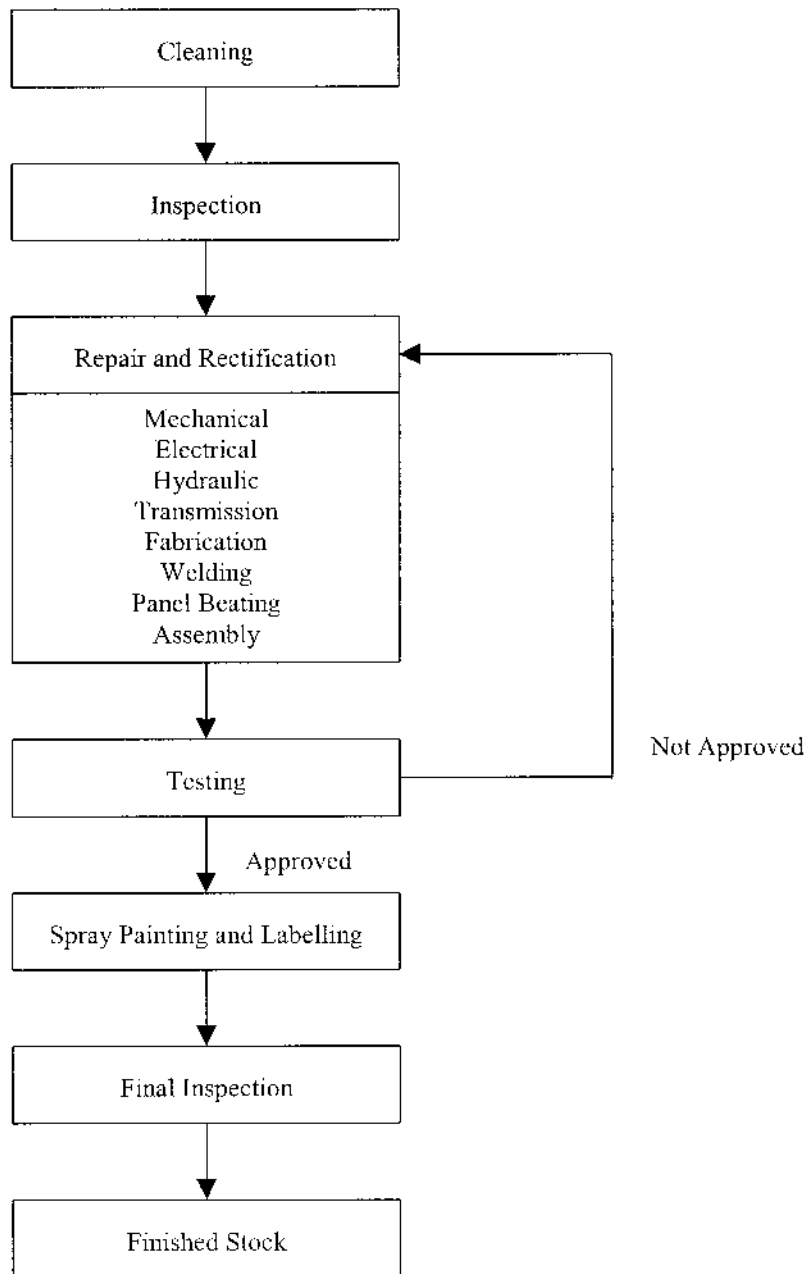 Cleaning
Inspection
Repair and Rectification
Mechanical
Electrical
Hydraulic
Transmission
Fabrication
Welding
Panel Beating
Assembly
Testing
Not Approved
Approved
Spray Painting and Labelling
Final Inspection
Finished Stock